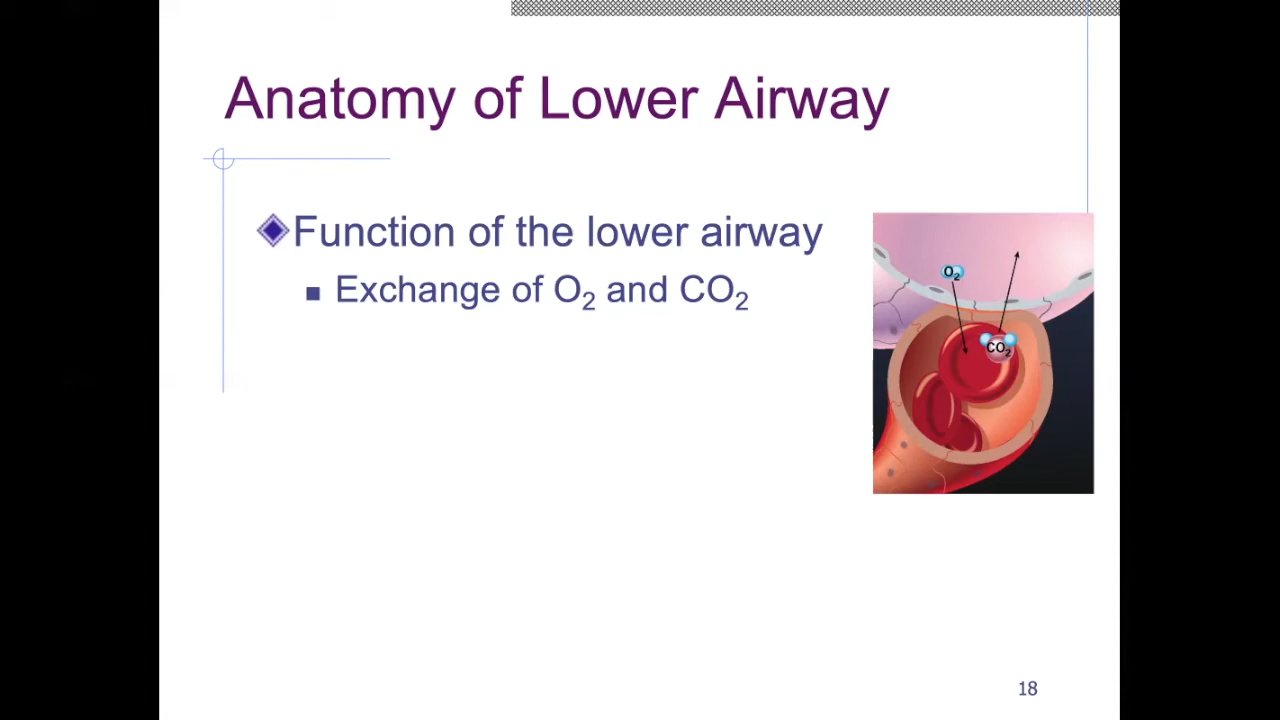 Anatomy of Lower Airway
Function of the lower airway
Exchange of O₂ and CO₂
O₂
CO₂
18